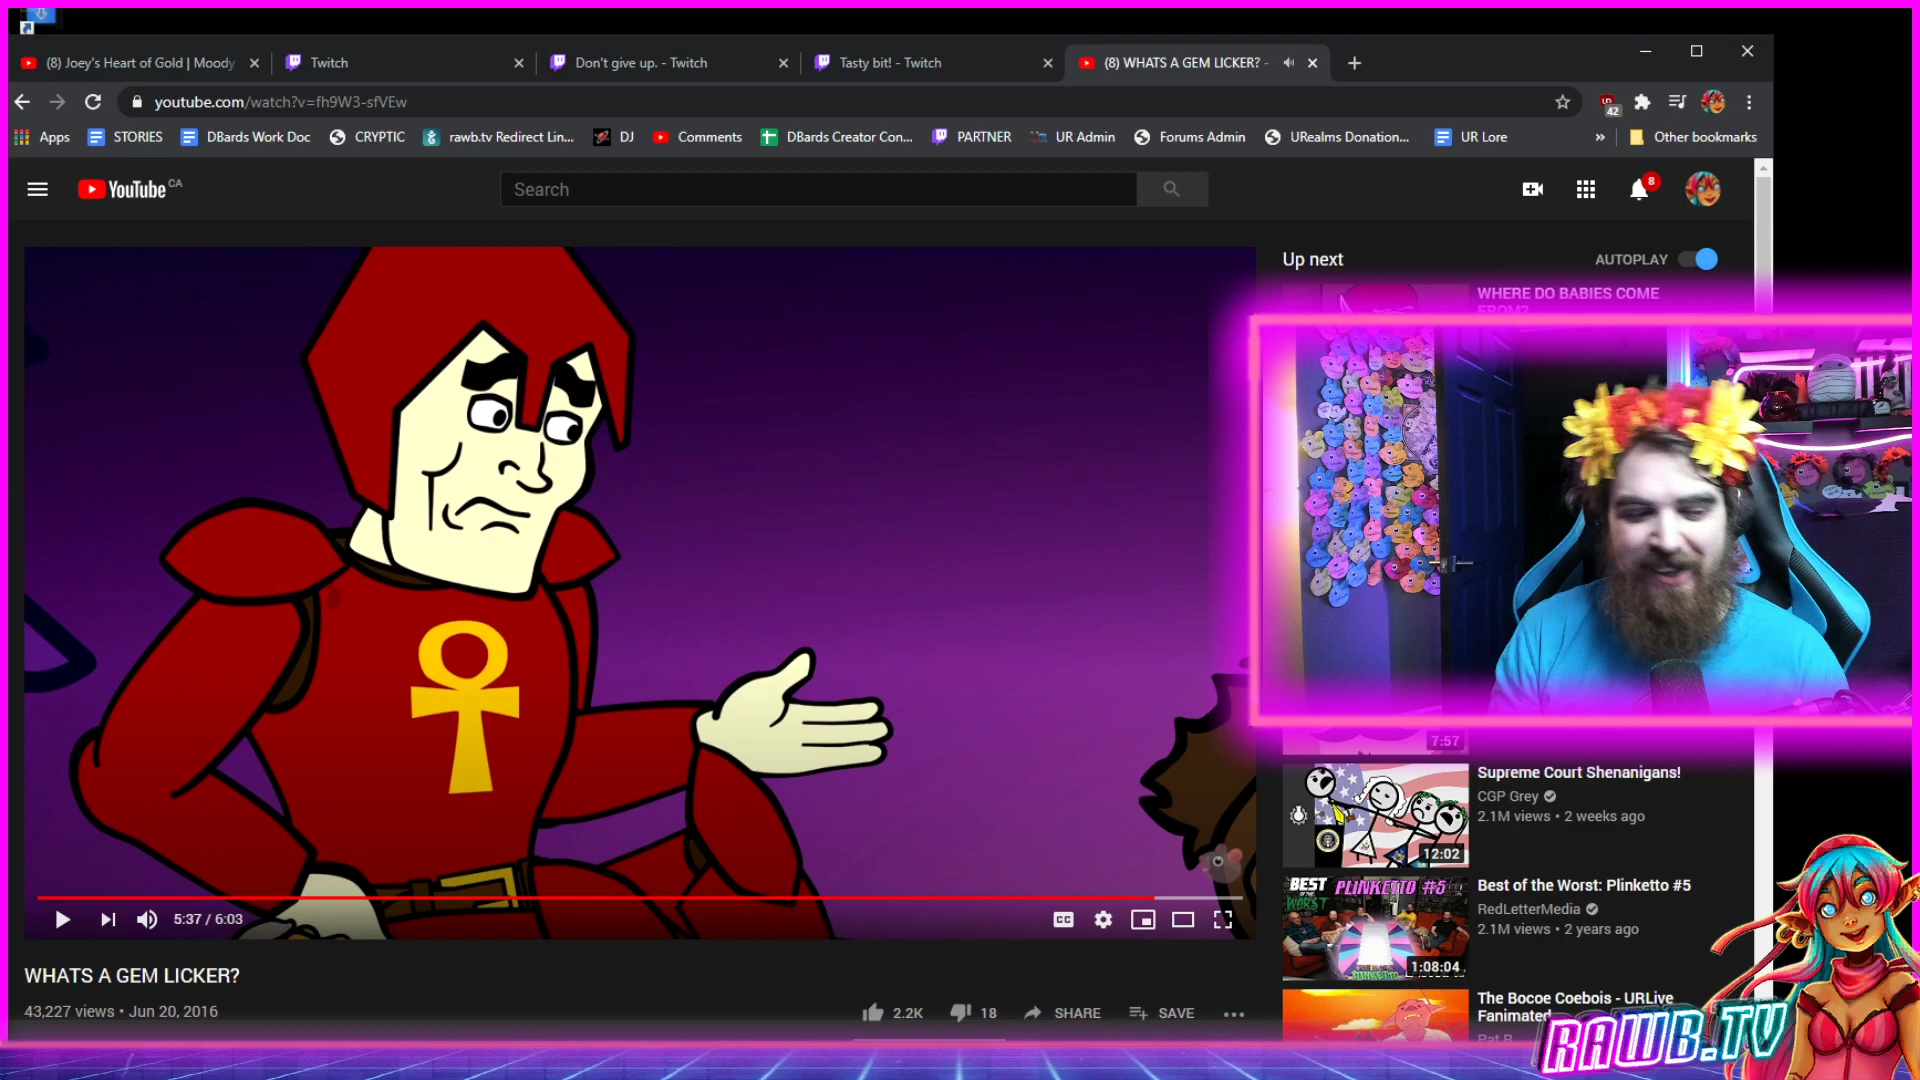 (8) Joey's Heart of Gold | Moody
Twitch
Don't give up. - Twitch
Tasty bit! - Twitch
(8) WHATS A GEM LICKER? -
youtube.com/watch?v=fh9W3-sfVEw
42
Apps
STORIES
DBards Work Doc
CRYPTIC
rawb.tv Redirect Lin...
DJ
Comments
DBards Creator Con...
PARTNER
UR Admin
Forums Admin
URealms Donation...
UR Lore
»
Other bookmarks
YouTube CA
Search
8
Up next
AUTOPLAY
WHERE DO BABIES COME
FROM?
7:57
Supreme Court Shenanigans!
CGP Grey
2.1M views • 2 weeks ago
12:02
BEST OF THE WORST PLINKETTO #5
Best of the Worst: Plinketto #5
RedLetterMedia
2.1M views • 2 years ago
1:08:04
The Bocoe Coebois - URLive
Fanimated
5:37 / 6:03
CC
WHATS A GEM LICKER?
43,227 views • Jun 20, 2016
2.2K
18
SHARE
SAVE
RAWB.TV